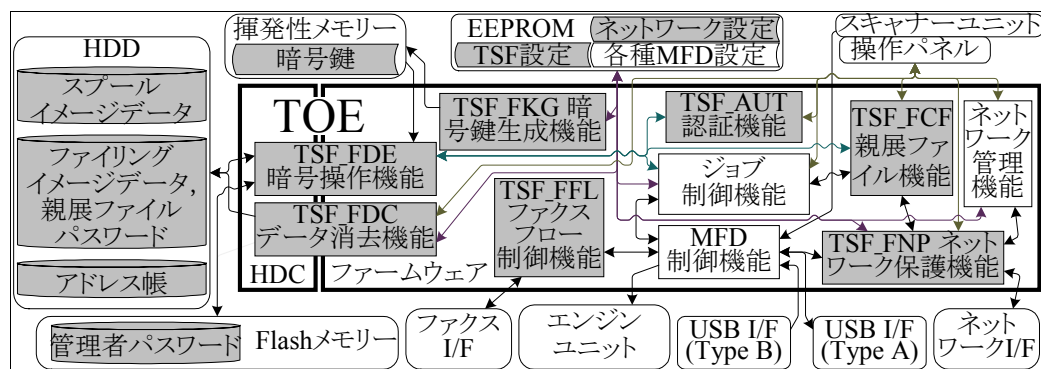 HDD
スプール
イメージデータ
ファイリング
イメージデータ,
親展ファイル
パスワード
アドレス帳
揮発性メモリー
暗号鍵
EEPROM
ネットワーク設定
TSF設定
各種MFD設定
スキャナーユニット
操作パネル
TOE
TSF_FKG 暗
号鍵生成機能
TSF_AUT
認証機能
TSF_FCF
親展ファ
イル機能
ネット
ワーク
管理
機能
TSF_FDE
暗号操作機能
ジョブ
制御機能
TSF_FDC
データ消去機能
TSF_FFL
ファクス
フロー
制御機能
MFD
制御機能
TSF_FNP ネット
ワーク保護機能
HDC
ファームウェア
管理者パスワード
Flashメモリー
ファクス
I/F
エンジン
ユニット
USB I/F
(Type B)
USB I/F
(Type A)
ネット
ワークI/F